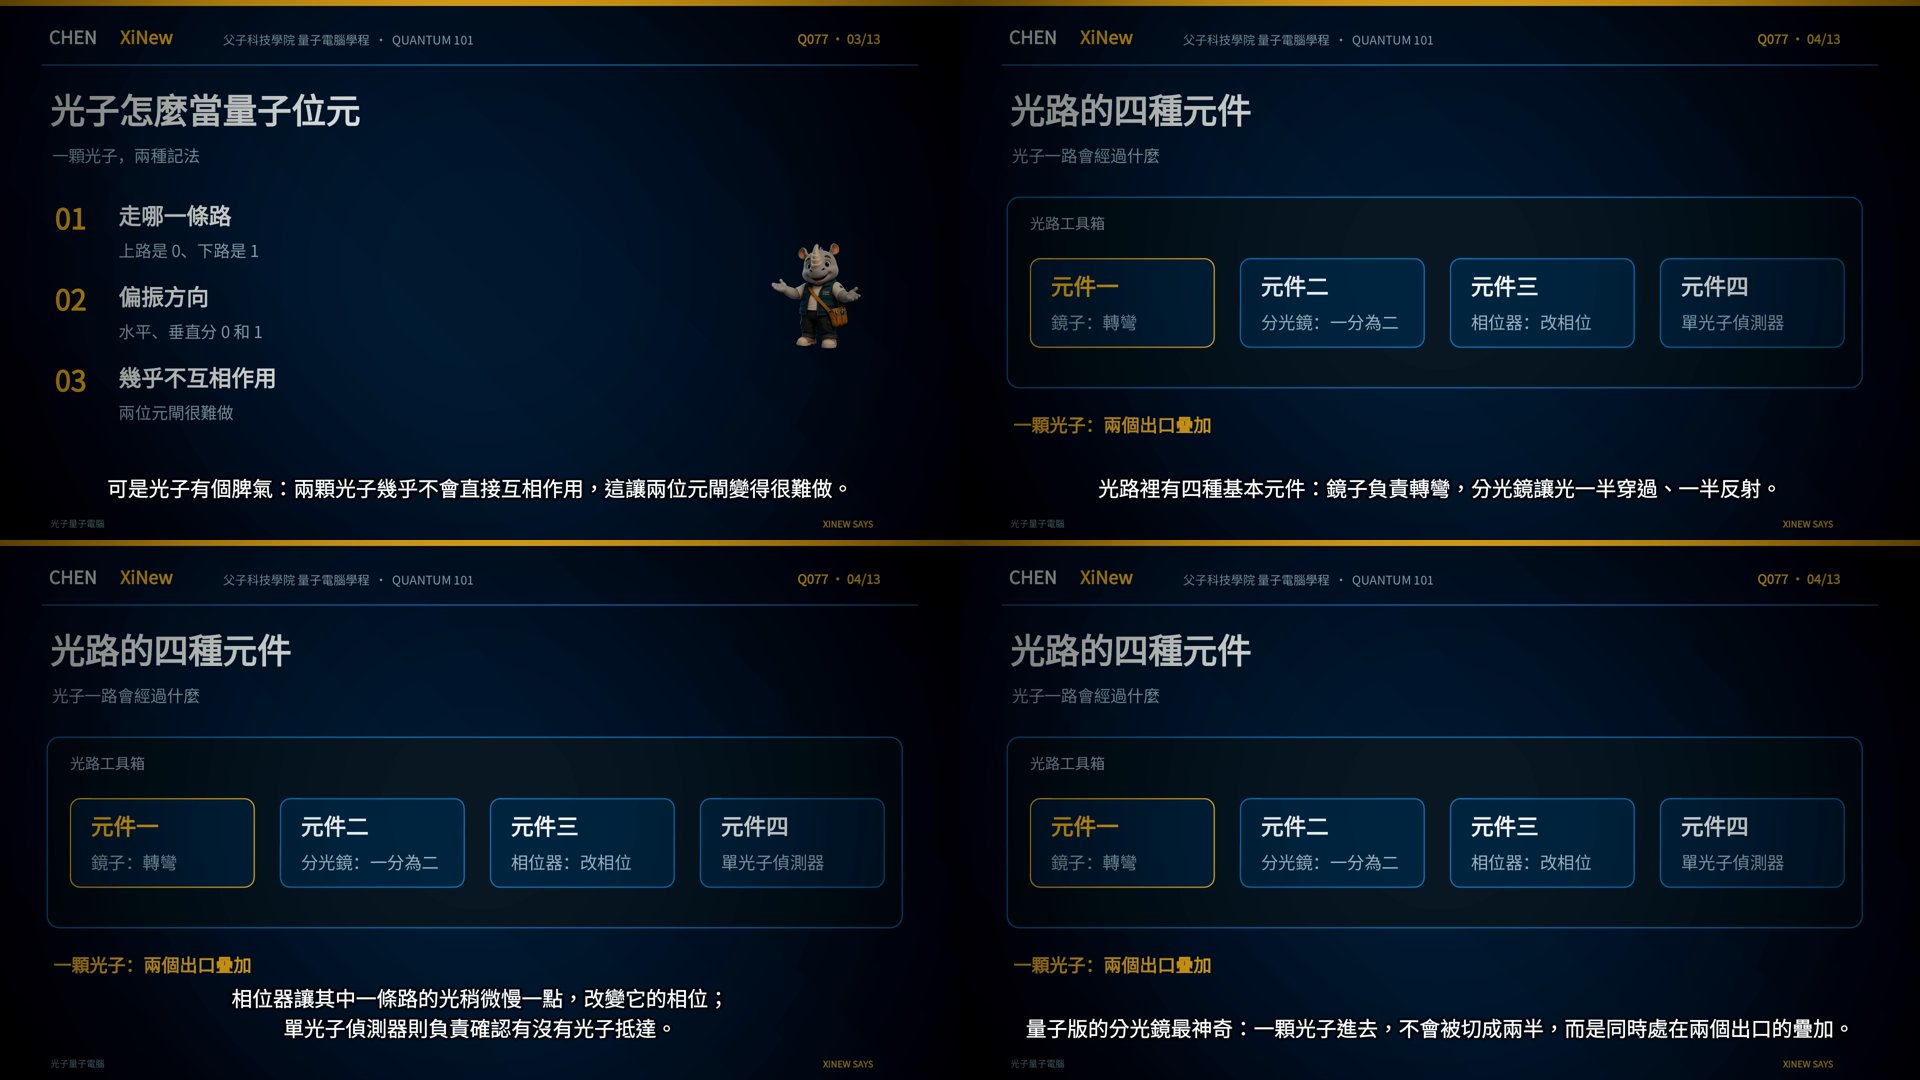 CHEN XiNew 父子科技學院 量子電腦學程 · QUANTUM 101 Q077 · 03/13
光子怎麼當量子位元
一顆光子，兩種記法
01 走哪一條路
上路是 0、下路是 1
02 偏振方向
水平、垂直分 0 和 1
03 幾乎不互相作用
兩位元閘很難做
可是光子有個脾氣：兩顆光子幾乎不會直接互相作用，這讓兩位元閘變得很難做。
光子量子電腦 XINEW SAYS
CHEN XiNew 父子科技學院 量子電腦學程 · QUANTUM 101 Q077 · 04/13
光路的四種元件
光子一路會經過什麼
光路工具箱
元件一 元件二 元件三 元件四
鏡子：轉彎 分光鏡：一分為二 相位器：改相位 單光子偵測器
一顆光子：兩個出口疊加
光路裡有四種基本元件：鏡子負責轉彎，分光鏡讓光一半穿過、一半反射。
光子量子電腦 XINEW SAYS
CHEN XiNew 父子科技學院 量子電腦學程 · QUANTUM 101 Q077 · 04/13
光路的四種元件
光子一路會經過什麼
光路工具箱
元件一 元件二 元件三 元件四
鏡子：轉彎 分光鏡：一分為二 相位器：改相位 單光子偵測器
一顆光子：兩個出口疊加
相位器讓其中一條路的光稍微慢一點，改變它的相位；
單光子偵測器則負責確認有沒有光子抵達。
光子量子電腦 XINEW SAYS
CHEN XiNew 父子科技學院 量子電腦學程 · QUANTUM 101 Q077 · 04/13
光路的四種元件
光子一路會經過什麼
光路工具箱
元件一 元件二 元件三 元件四
鏡子：轉彎 分光鏡：一分為二 相位器：改相位 單光子偵測器
一顆光子：兩個出口疊加
量子版的分光鏡最神奇：一顆光子進去，不會被切成兩半，而是同時處在兩個出口的疊加。
光子量子電腦 XINEW SAYS